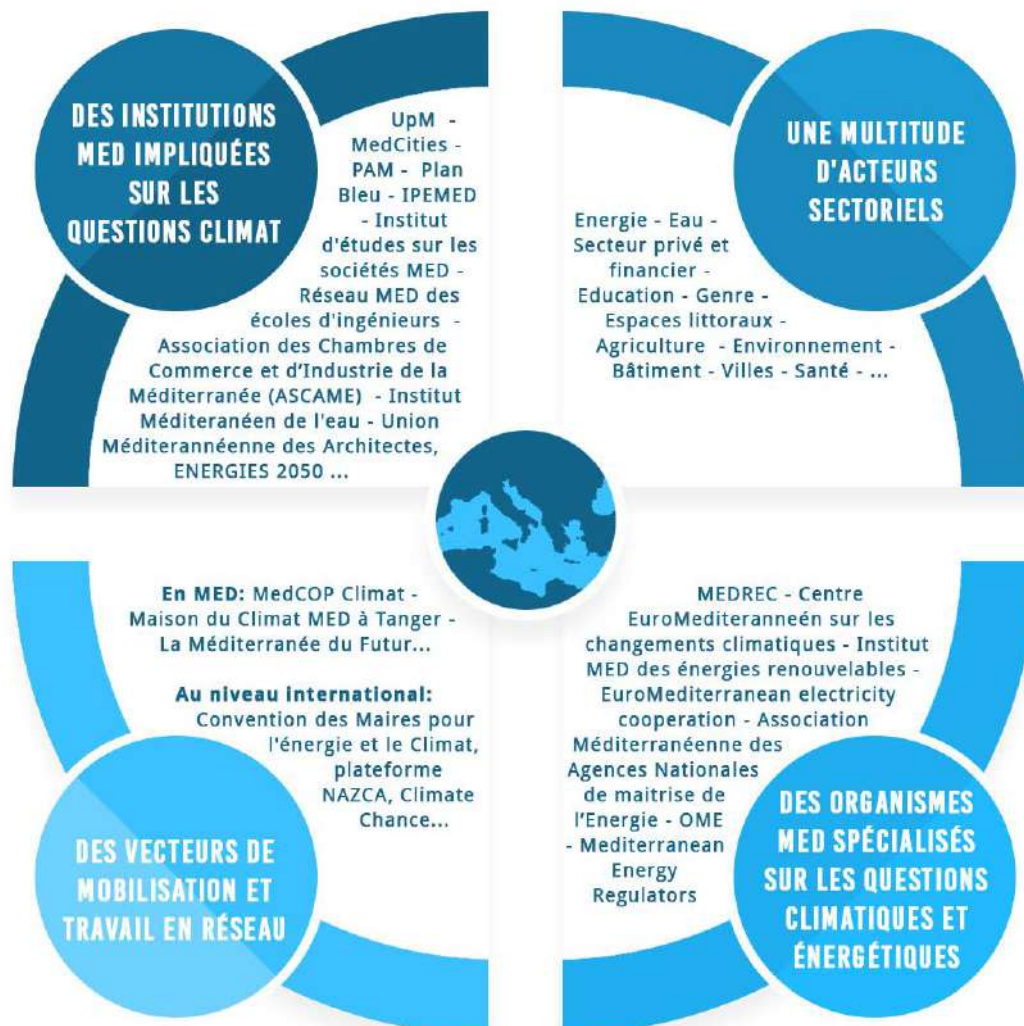 DES INSTITUTIONS
MED IMPLIQUÉES
SUR LES
QUESTIONS CLIMAT
UpM -
MedCities -
PAM - Plan
Bleu - IPEMED
- Institut
d'études sur les
sociétés MED -
Réseau MED des
écoles d'ingénieurs -
Association des Chambres de
Commerce et d’Industrie de la
Méditerranée (ASCAME) - Institut
Méditeranéen de l'eau - Union
Méditerannéenne des Architectes,
ENERGIES 2050 ...
UNE MULTITUDE
D'ACTEURS
SECTORIELS
Energie - Eau -
Secteur privé et
financier -
Education - Genre -
Espaces littoraux -
Agriculture - Environnement -
Bâtiment - Villes - Santé - ...
En MED: MedCOP Climat -
Maison du Climat MED à Tanger -
La Méditerranée du Futur...
Au niveau international:
Convention des Maires pour
l'énergie et le Climat,
plateforme
NAZCA, Climate
Chance...
DES VECTEURS DE
MOBILISATION ET
TRAVAIL EN RÉSEAU
MEDREC - Centre
EuroMediteranneén sur les
changements climatiques - Institut
MED des énergies renouvelables -
EuroMediterranean electricity
cooperation - Association
Méditerranéenne des
Agences Nationales
de maitrise de
l’Energie - OME
- Mediterranean
Energy
Regulators
DES ORGANISMES
MED SPÉCIALISÉS
SUR LES QUESTIONS
CLIMATIQUES ET
ÉNERGÉTIQUES